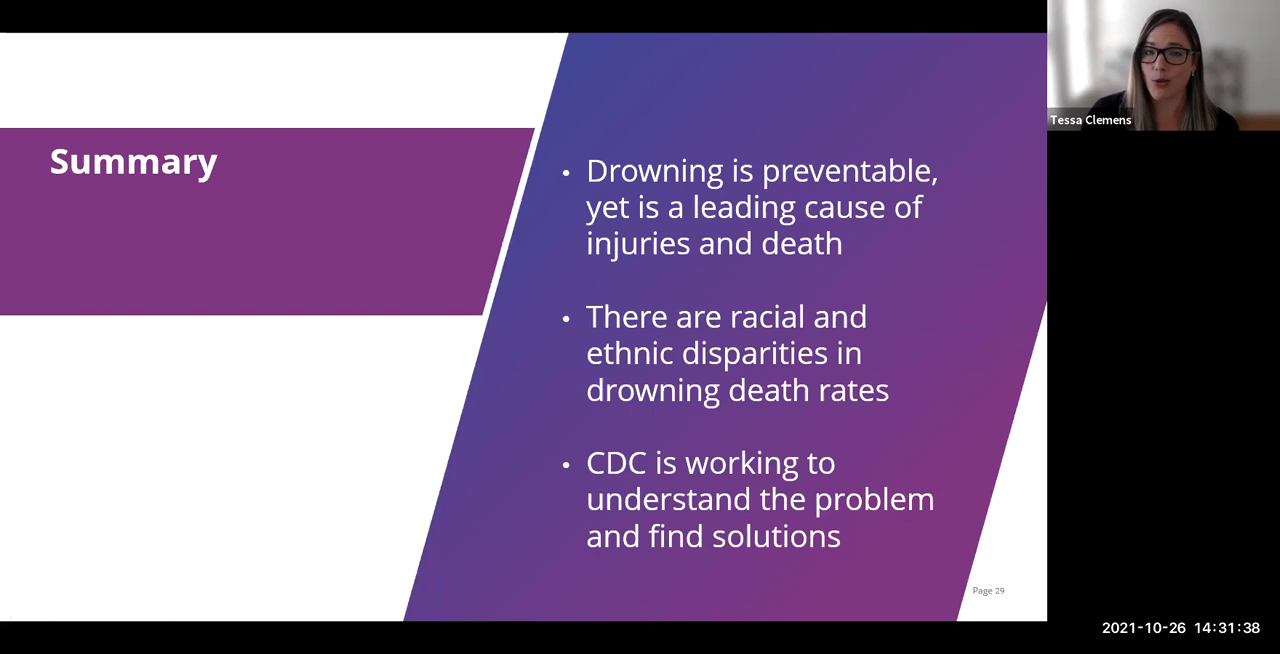 Summary
• Drowning is preventable,
yet is a leading cause of
injuries and death
• There are racial and
ethnic disparities in
drowning death rates
• CDC is working to
understand the problem
and find solutions
Page 29
Tessa Clemens
2021-10-26 14:31:38